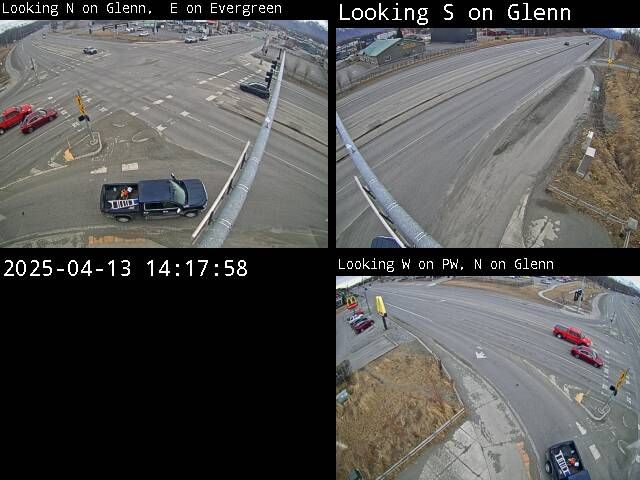 Looking N on Glenn,  E on Evergreen
Looking S on Glenn
2025-04-13 14:17:58
Looking W on PW, N on Glenn